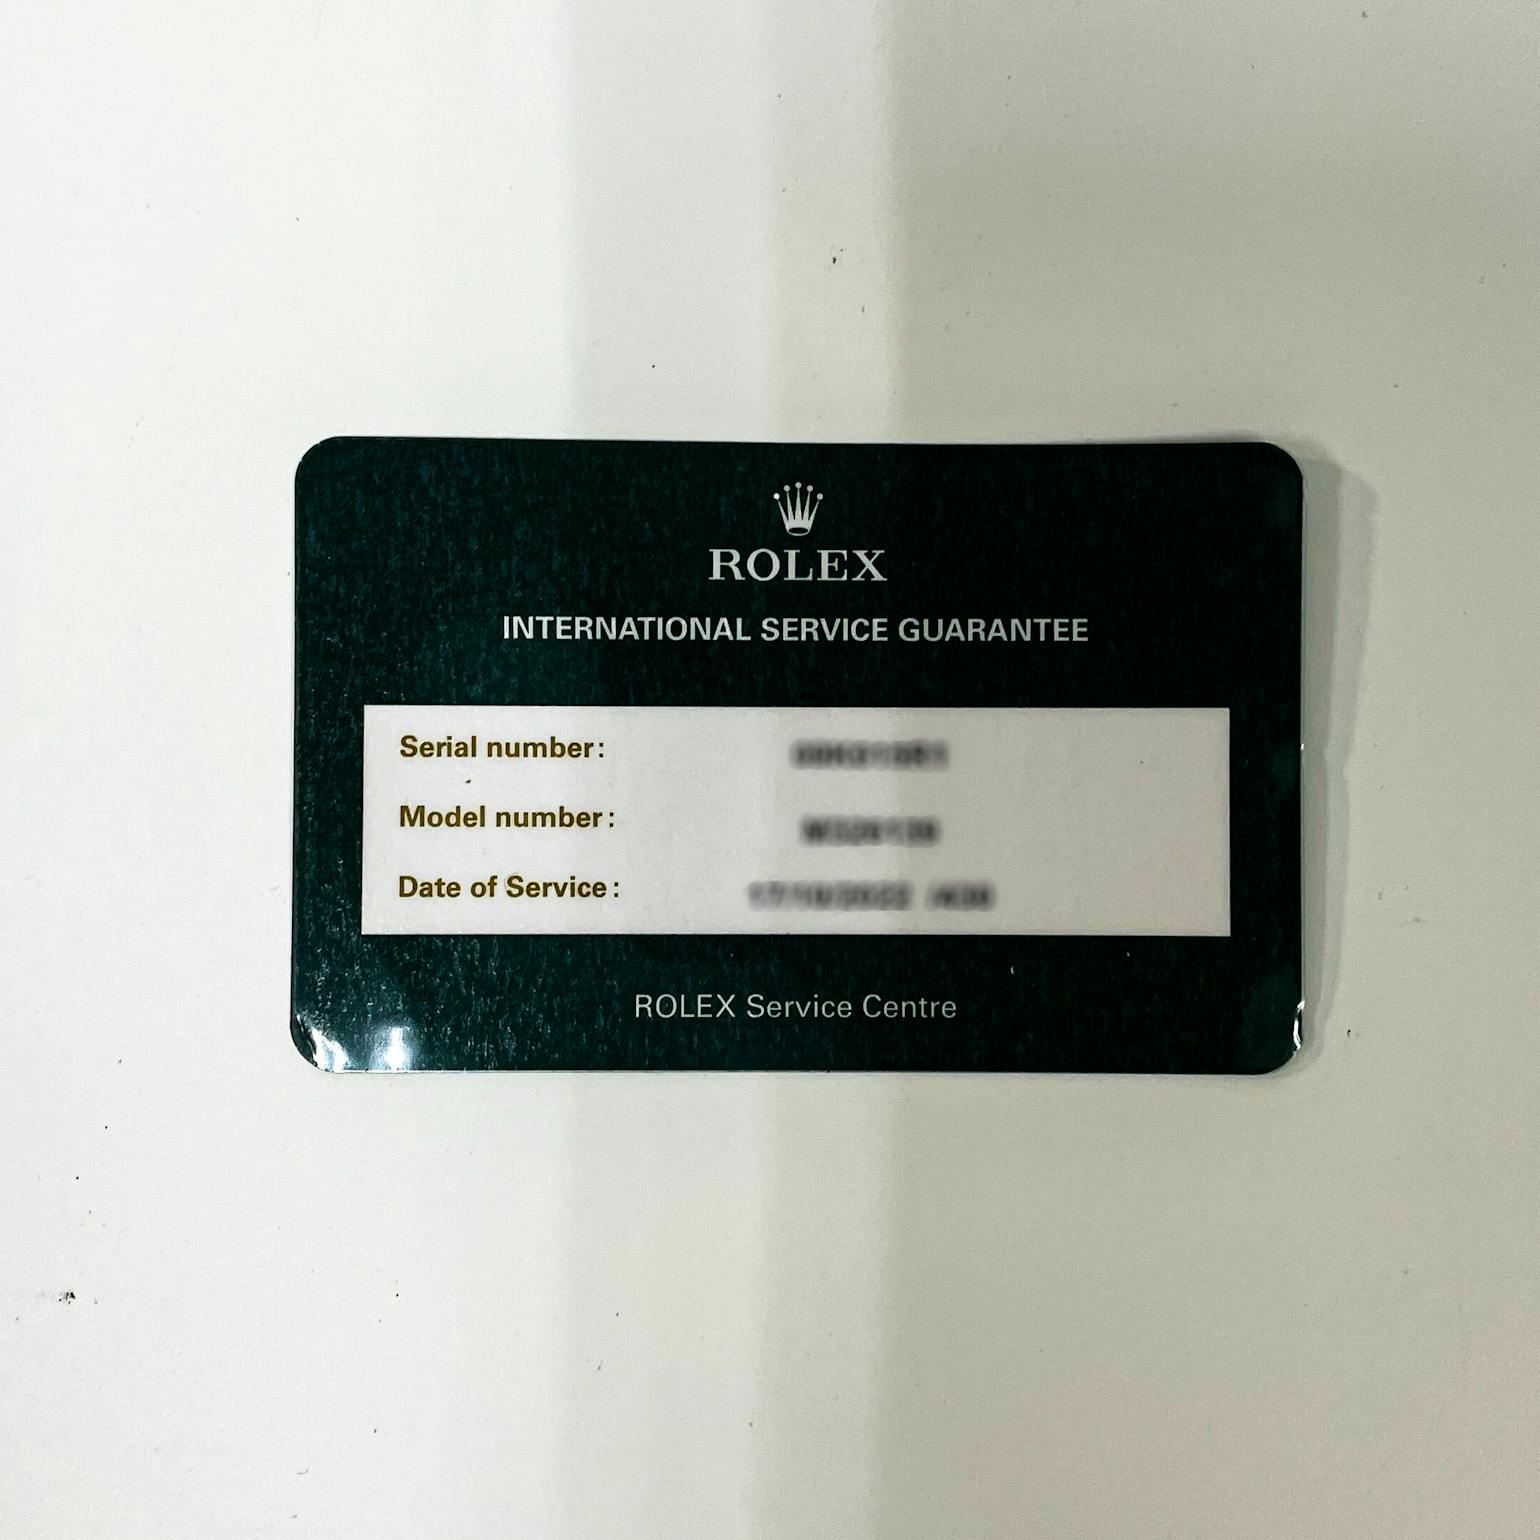 ROLEX
INTERNATIONAL SERVICE GUARANTEE
Serial number:
Model number:
Date of Service:
ROLEX Service Centre